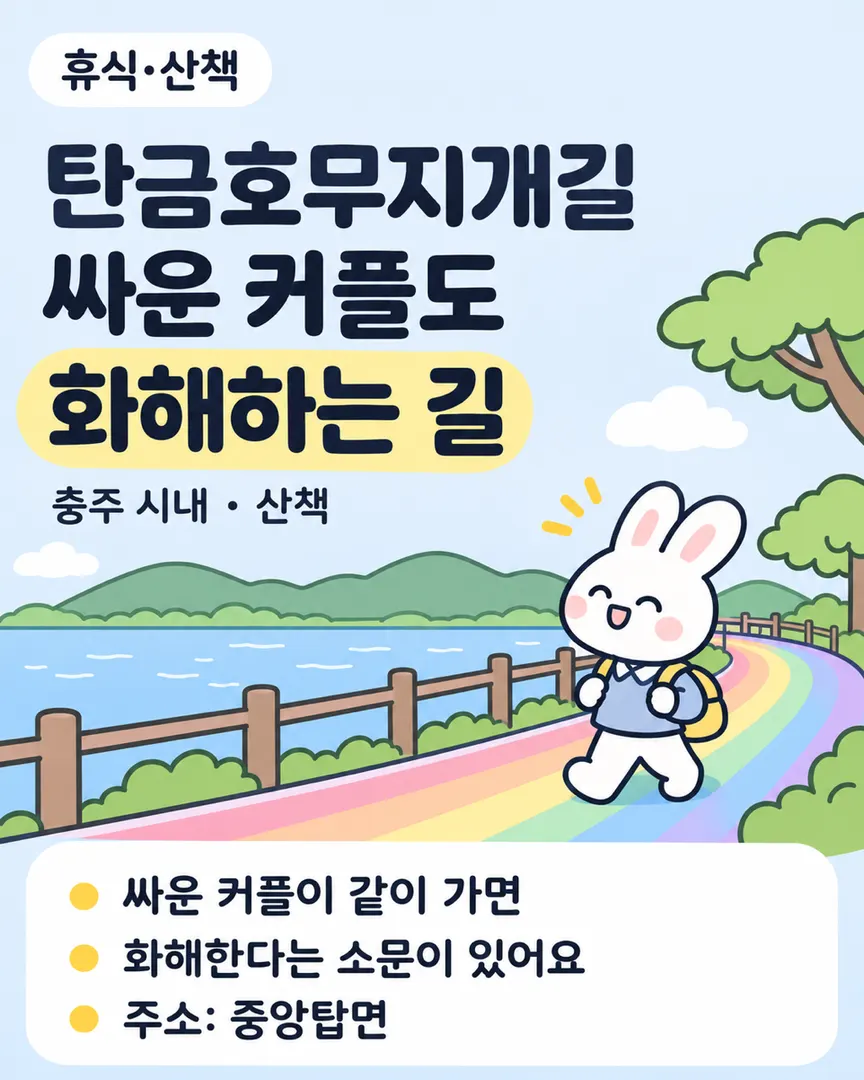 휴식·산책
탄금호무지개길
싸운 커플도
화해하는 길
충주 시내 · 산책
싸운 커플이 같이 가면
화해한다는 소문이 있어요
주소: 중앙탑면